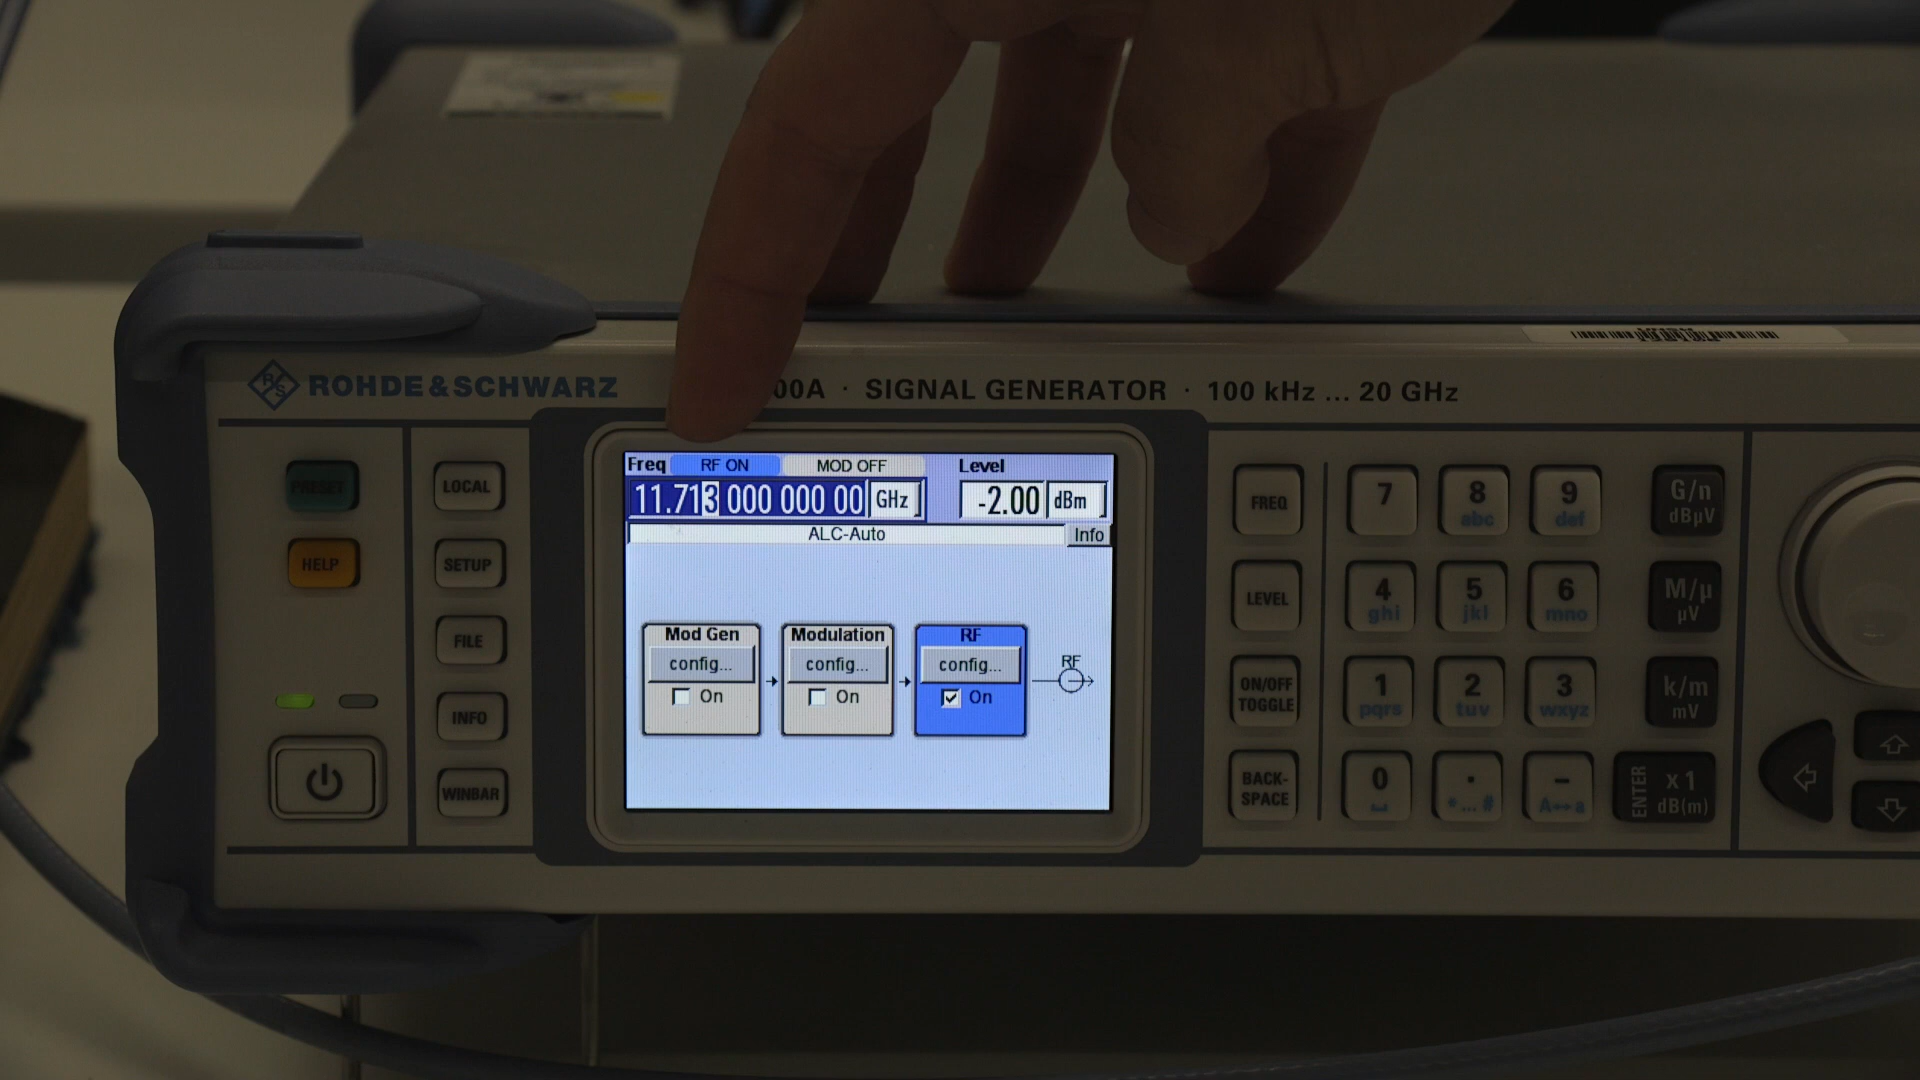 ROHDE & SCHWARZ 00A · SIGNAL GENERATOR · 100 kHz ... 20 GHz
Freq RF ON MOD OFF Level
11.713 000 000 00 GHz -2.00 dBm
ALC-Auto Info
Mod Gen Modulation RF
config... config... config... RF
On On On
PRESET
HELP
LOCAL
SETUP
FILE
INFO
WINBAR
FREQ
LEVEL
ON/OFF
TOGGLE
BACK-
SPACE
7 8 9 G/n
abc def dBµV
4 5 6 M/µ
ghi jkl mno µV
1 2 3 k/m
pqrs tuv wxyz mV
0 . - ENTER x1
*...# A↔a dB(m)